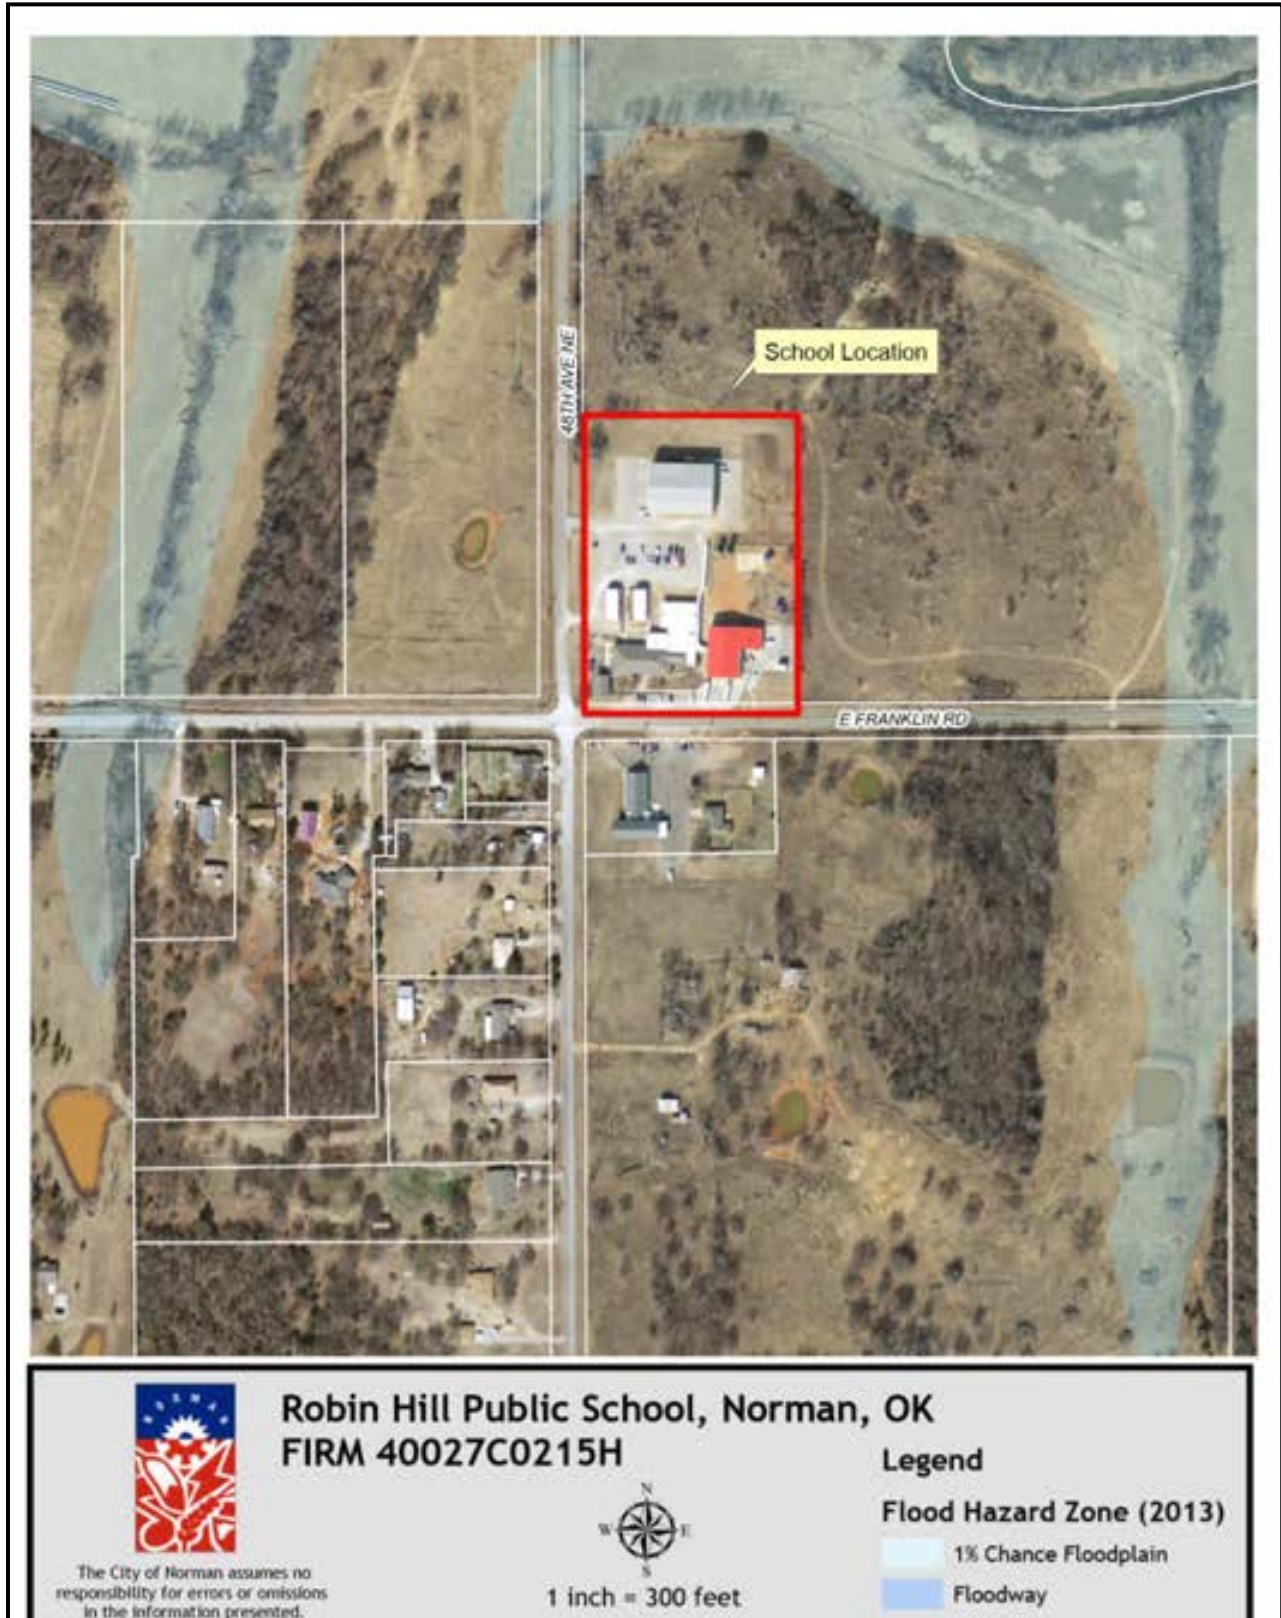 School Location
48TH AVE NE
E FRANKLIN RD
NORMAN
Robin Hill Public School, Norman, OK
FIRM 40027C0215H
Legend
Flood Hazard Zone (2013)
1% Chance Floodplain
Floodway
N
W E
S
1 inch = 300 feet
The City of Norman assumes no
responsibility for errors or omissions
in the information presented.